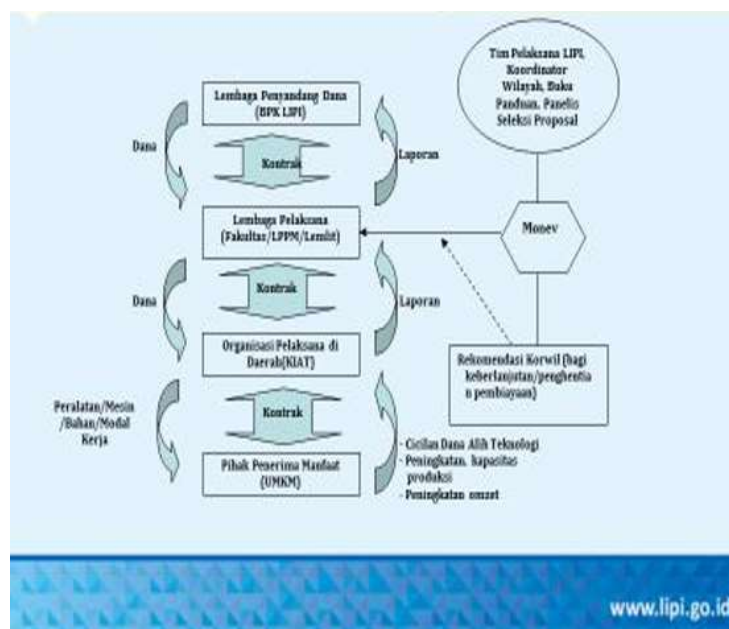 Tim Pelaksana LIPI,
Koordinator
Wilayah, Buku
Panduan, Panelis
Seleksi Proposal
Lembaga Penyandang Dana
(BPK LIPI)
Dana
Kontrak
Laporan
Lembaga Pelaksana
(Fakultas/LPPM/Lemlit)
Monev
Dana
Kontrak
Laporan
Organisasi Pelaksana di
Daerah(KIAT)
Rekomendasi Korwil (bagi
keberlanjutan/penghentia
n pembiayaan)
Peralatan/Mesin
/Bahan/Modal
Kerja
Kontrak
- Cicilan Dana Alih Teknologi
- Peningkatan, kapasitas
produksi
- Peningkatan omzet
Pihak Penerima Manfaat
(UMKM)
www.lipi.go.id